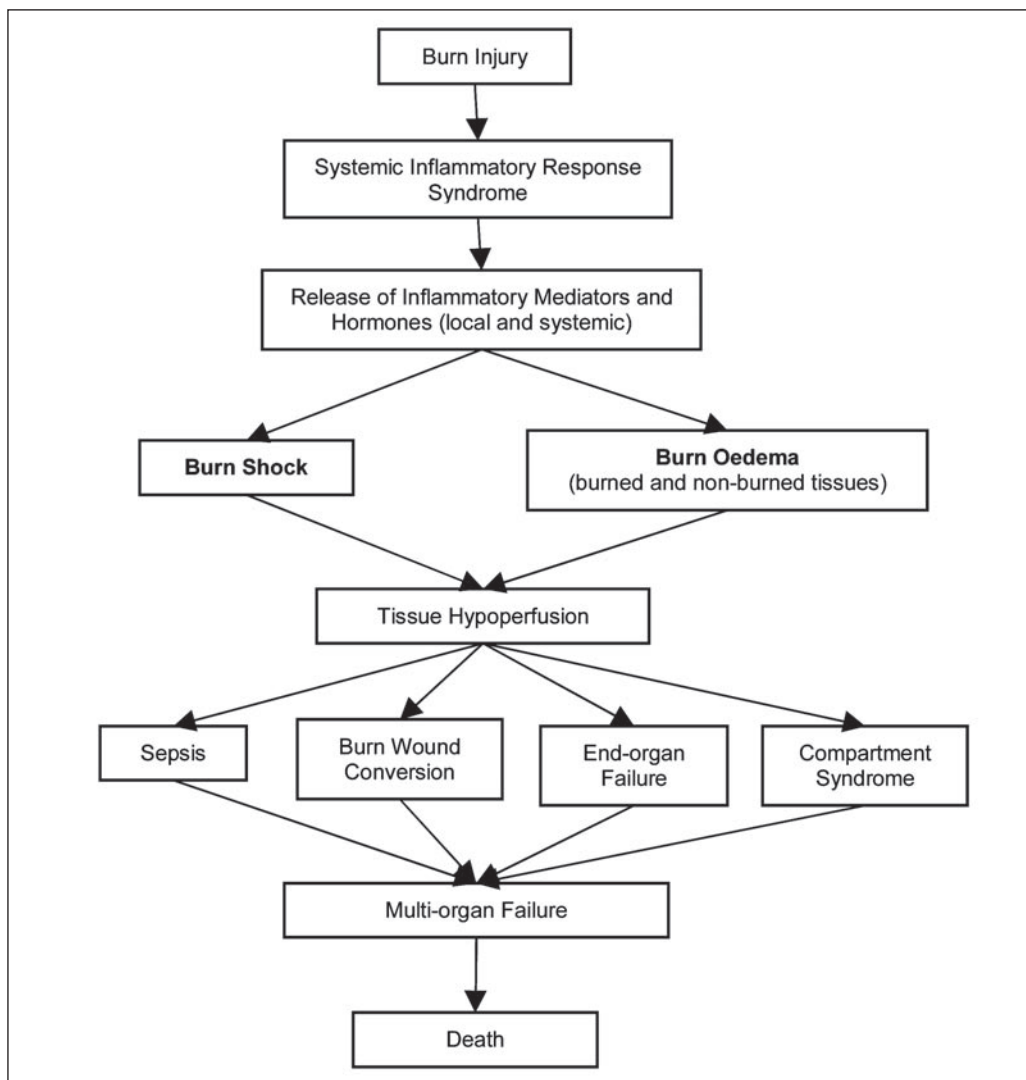 Burn Injury
Systemic Inflammatory Response
Syndrome
Release of Inflammatory Mediators and
Hormones (local and systemic)
Burn Shock
Burn Oedema
(burned and non-burned tissues)
Tissue Hypoperfusion
Sepsis
Burn Wound
Conversion
End-organ
Failure
Compartment
Syndrome
Multi-organ Failure
Death